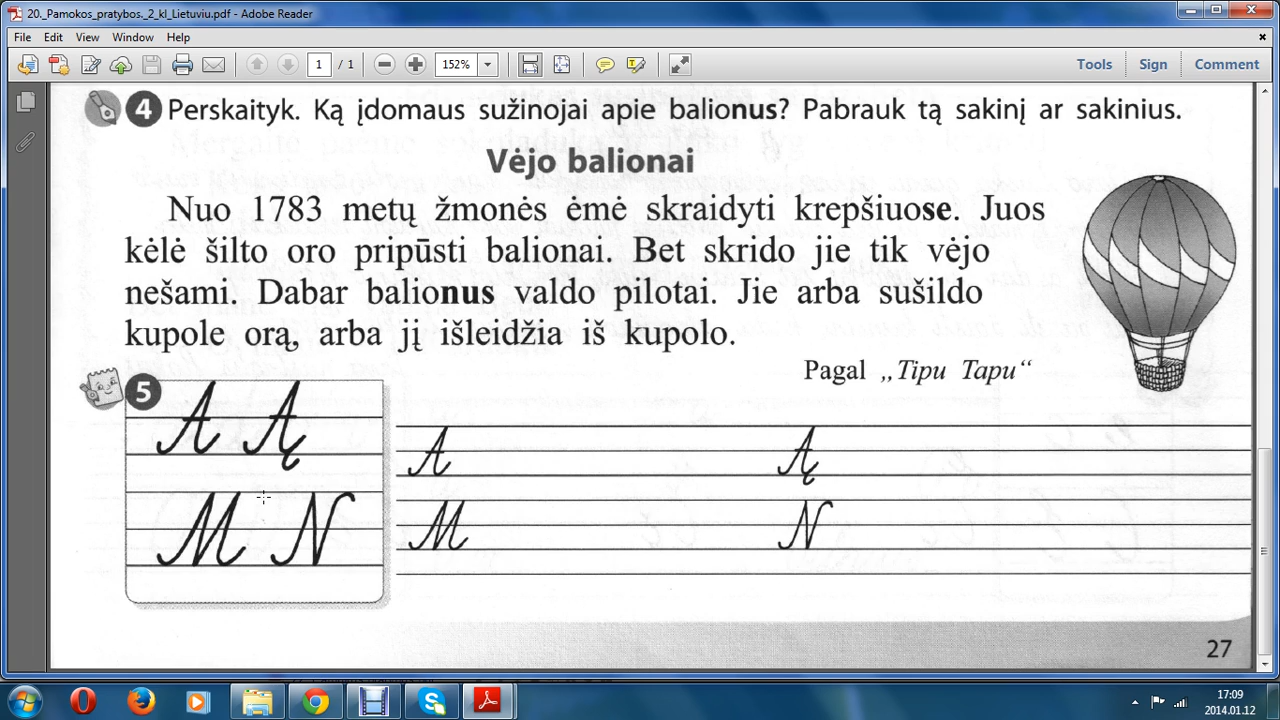 20._Pamokos_pratybos._2_kl_Lietuviu.pdf - Adobe Reader
File Edit View Window Help
1 / 1 152% Tools Sign Comment
4 Perskaityk. Ką įdomaus sužinojai apie balionus? Pabrauk tą sakinį ar sakinius.
Vėjo balionai
Nuo 1783 metų žmonės ėmė skraidyti krepšiuose. Juos
kėlė šilto oro pripūsti balionai. Bet skrido jie tik vėjo
nešami. Dabar balionus valdo pilotai. Jie arba sušildo
kupole orą, arba jį išleidžia iš kupolo.
Pagal „Tipu Tapu“
5
A Ą
A Ą
M N
M N
27
17:09
2014.01.12